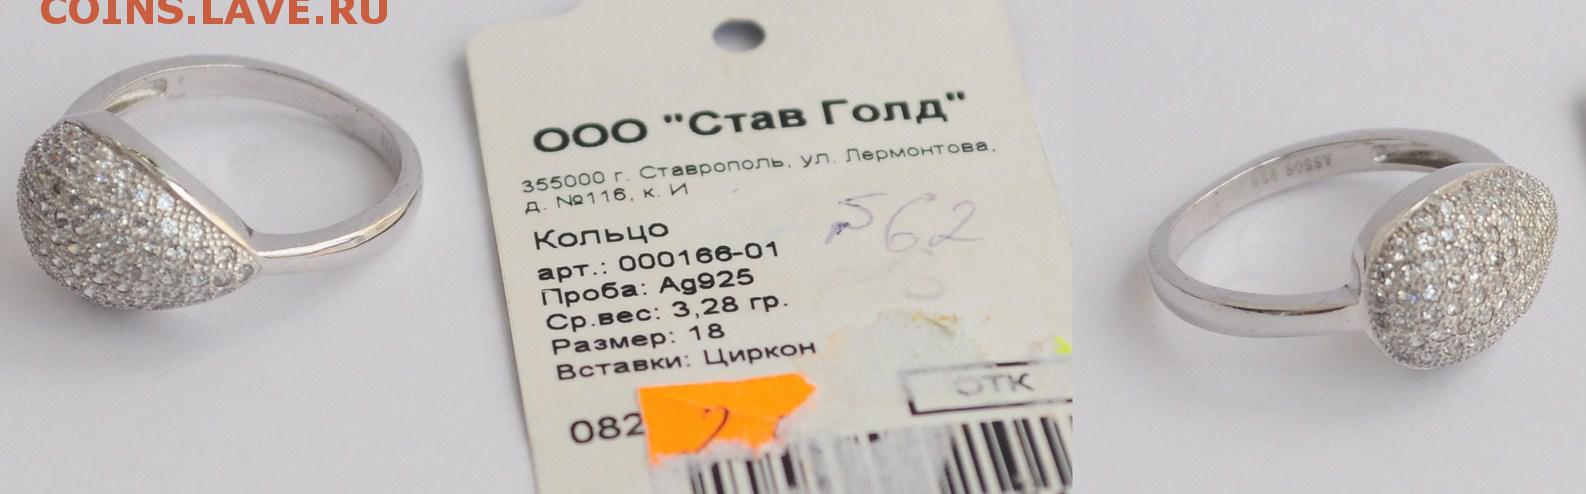 COINS.LAVE.RU
ООО "Став Голд"
355000 г. Ставрополь, ул. Лермонтова,
д. №116, к. И
562
Кольцо
арт.: 000166-01
Проба: Ag925
Ср.вес: 3,28 гр.
Размер: 18
Вставки: Циркон
ОТК
082
925